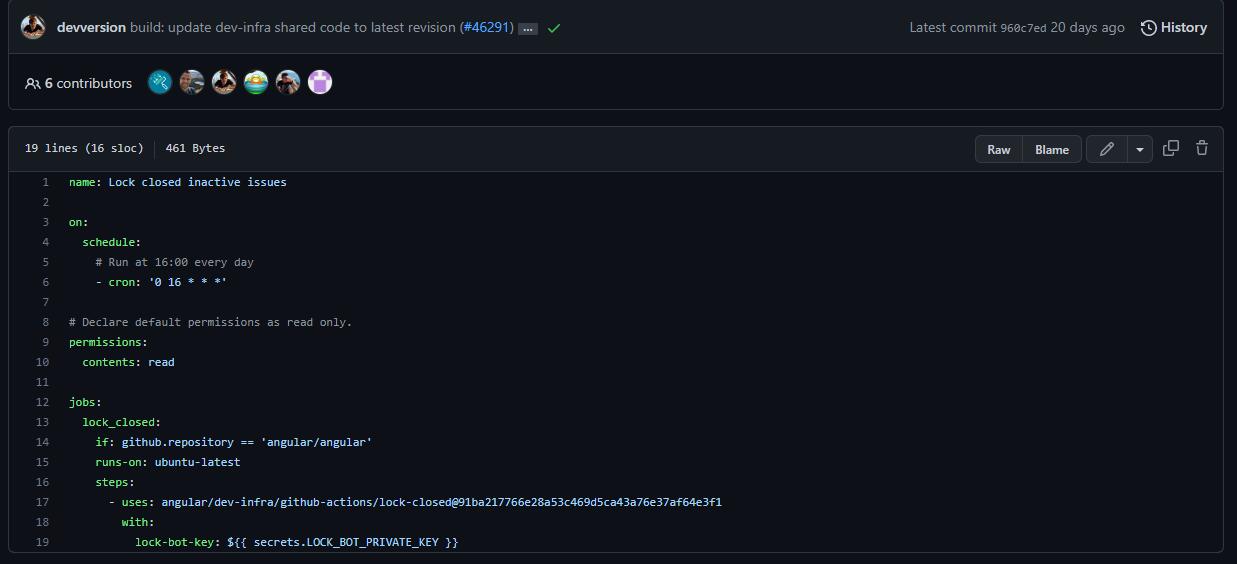 devversion build: update dev-infra shared code to latest revision (#46291) ... Latest commit 960c7ed 20 days ago History
6 contributors
19 lines (16 sloc) 461 Bytes Raw Blame
1 name: Lock closed inactive issues
2
3 on:
4   schedule:
5     # Run at 16:00 every day
6     - cron: '0 16 * * *'
7
8 # Declare default permissions as read only.
9 permissions:
10   contents: read
11
12 jobs:
13   lock_closed:
14     if: github.repository == 'angular/angular'
15     runs-on: ubuntu-latest
16     steps:
17       - uses: angular/dev-infra/github-actions/lock-closed@91ba217766e28a53c469d5ca43a76e37af64e3f1
18         with:
19           lock-bot-key: ${{ secrets.LOCK_BOT_PRIVATE_KEY }}